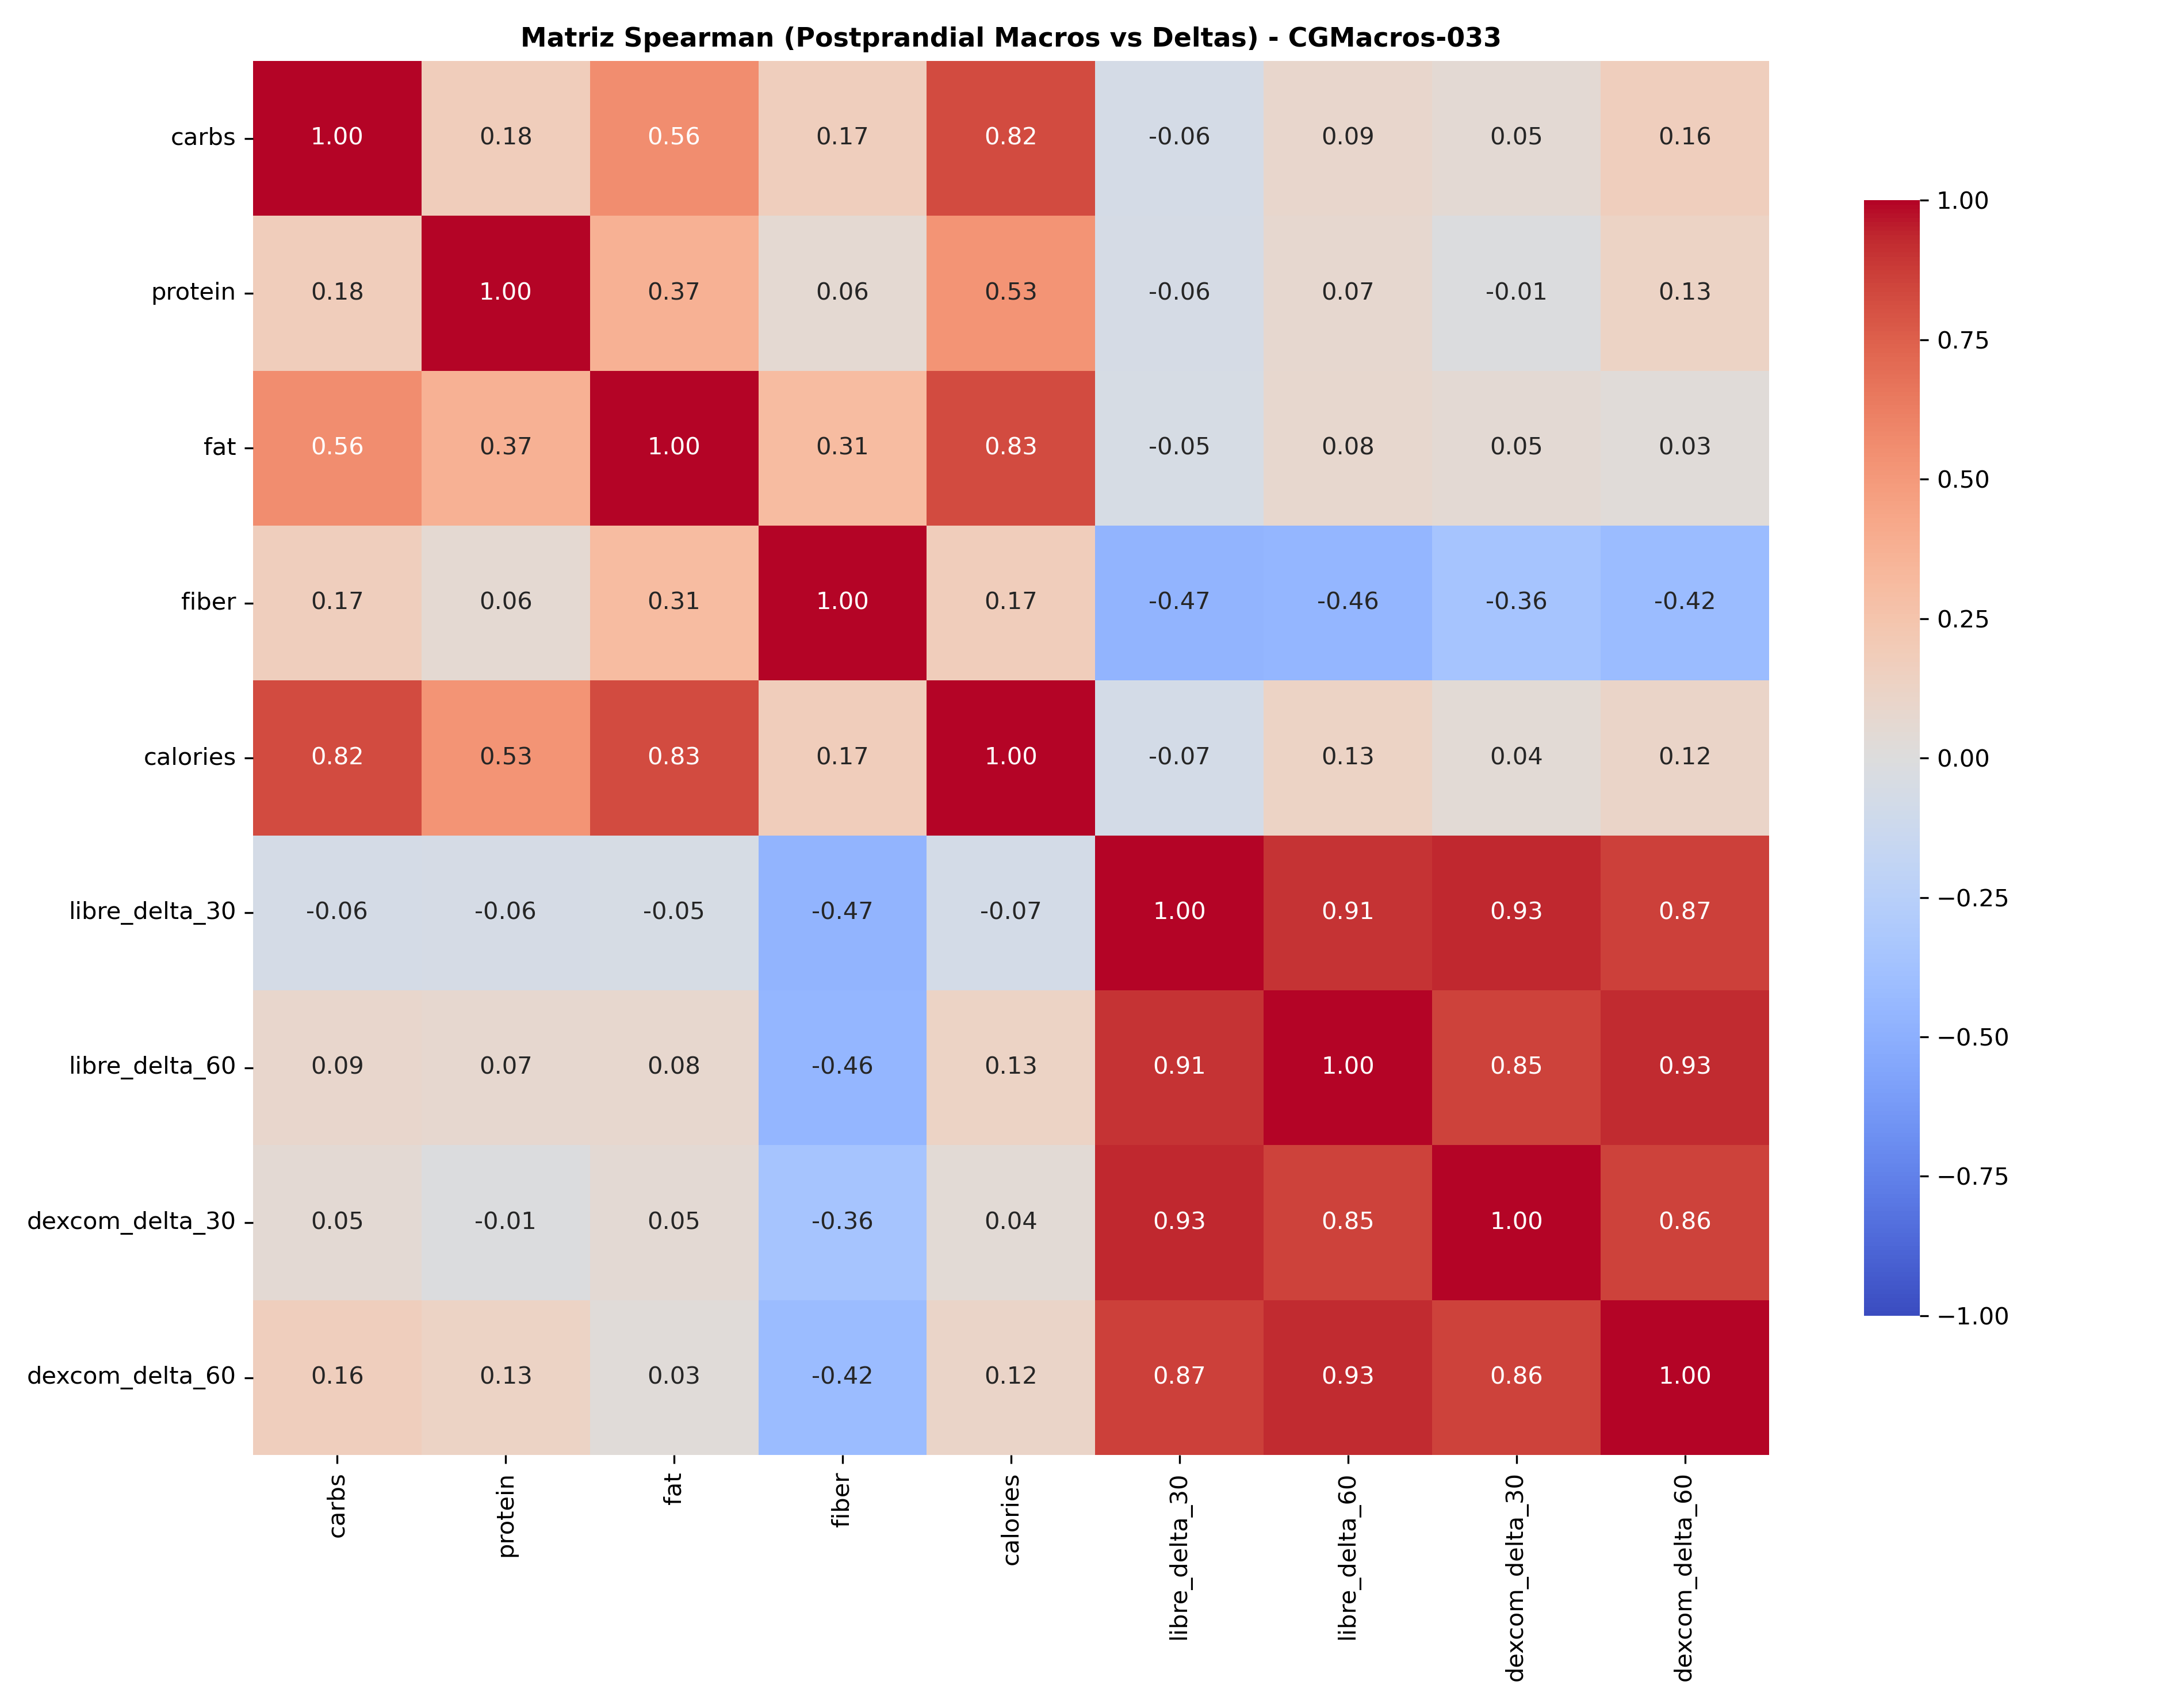 Matriz Spearman (Postprandial Macros vs Deltas) - CGMacros-033
carbs 1.00 0.18 0.56 0.17 0.82 -0.06 0.09 0.05 0.16
protein 0.18 1.00 0.37 0.06 0.53 -0.06 0.07 -0.01 0.13
fat 0.56 0.37 1.00 0.31 0.83 -0.05 0.08 0.05 0.03
fiber 0.17 0.06 0.31 1.00 0.17 -0.47 -0.46 -0.36 -0.42
calories 0.82 0.53 0.83 0.17 1.00 -0.07 0.13 0.04 0.12
libre_delta_30 -0.06 -0.06 -0.05 -0.47 -0.07 1.00 0.91 0.93 0.87
libre_delta_60 0.09 0.07 0.08 -0.46 0.13 0.91 1.00 0.85 0.93
dexcom_delta_30 0.05 -0.01 0.05 -0.36 0.04 0.93 0.85 1.00 0.86
dexcom_delta_60 0.16 0.13 0.03 -0.42 0.12 0.87 0.93 0.86 1.00
carbs protein fat fiber calories libre_delta_30 libre_delta_60 dexcom_delta_30 dexcom_delta_60
1.00
0.75
0.50
0.25
0.00
−0.25
−0.50
−0.75
−1.00